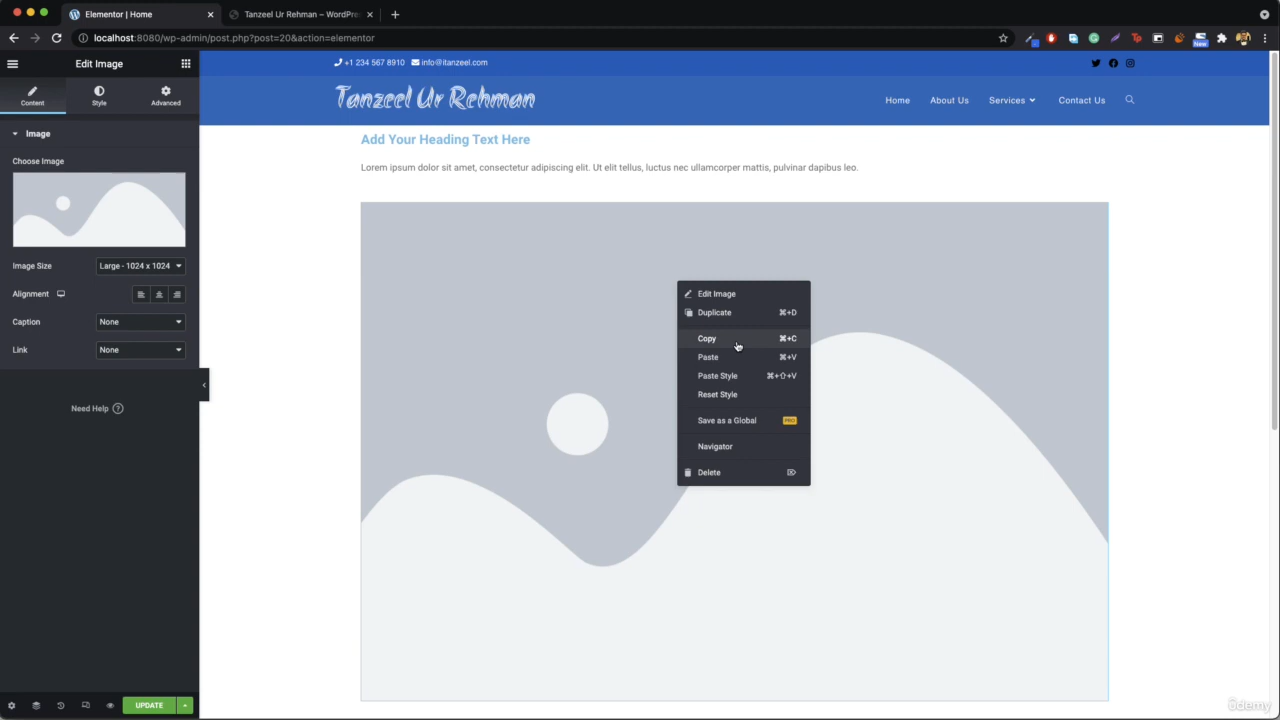 Elementor | Home
Tanzeel Ur Rehman – WordPres
localhost:8080/wp-admin/post.php?post=20&action=elementor
New
Edit Image
+1 234 567 8910 info@itanzeel.com
Tanzeel Ur Rehman
Home About Us Services Contact Us
Content Style Advanced
Image
Choose Image
Image Size Large - 1024 x 1024
Alignment
Caption None
Link None
Need Help ?
UPDATE
Add Your Heading Text Here
Lorem ipsum dolor sit amet, consectetur adipiscing elit. Ut elit tellus, luctus nec ullamcorper mattis, pulvinar dapibus leo.
Edit Image
Duplicate ⌘+D
Copy ⌘+C
Paste ⌘+V
Paste Style ⌘+⇧+V
Reset Style
Save as a Global PRO
Navigator
Delete ⌦
ûdemy